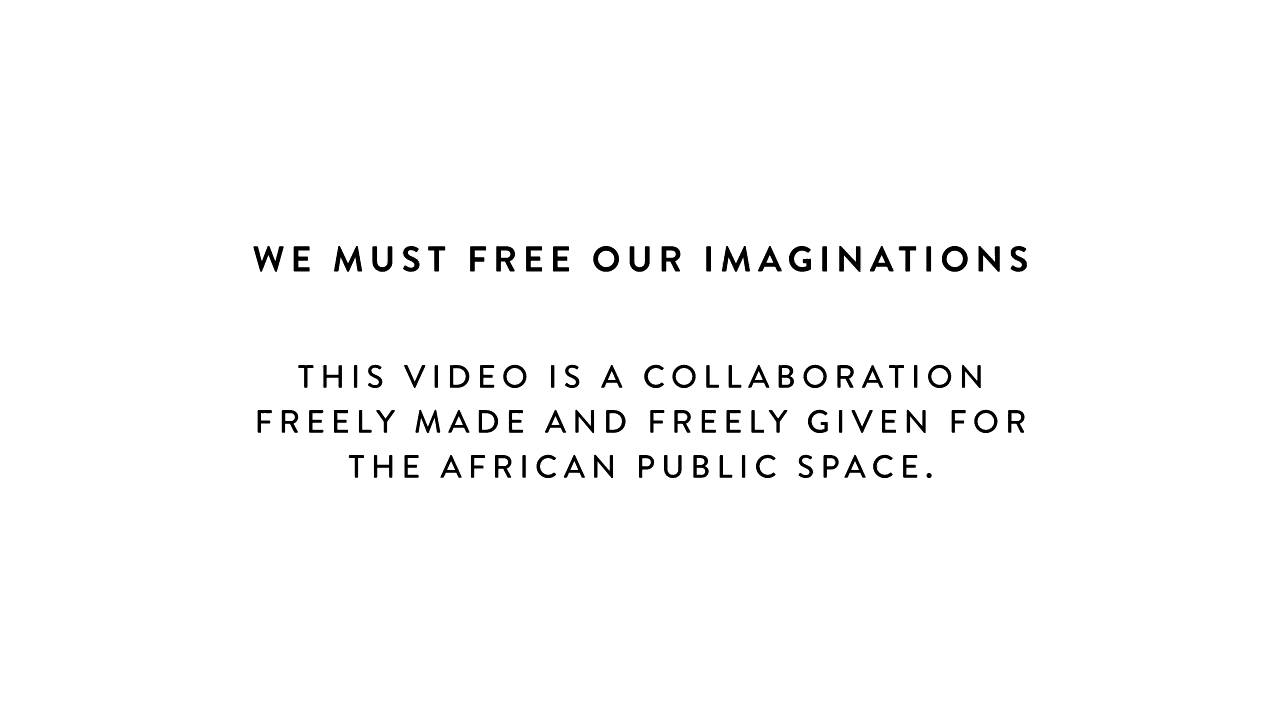 WE MUST FREE OUR IMAGINATIONS
THIS VIDEO IS A COLLABORATION
FREELY MADE AND FREELY GIVEN FOR
THE AFRICAN PUBLIC SPACE.